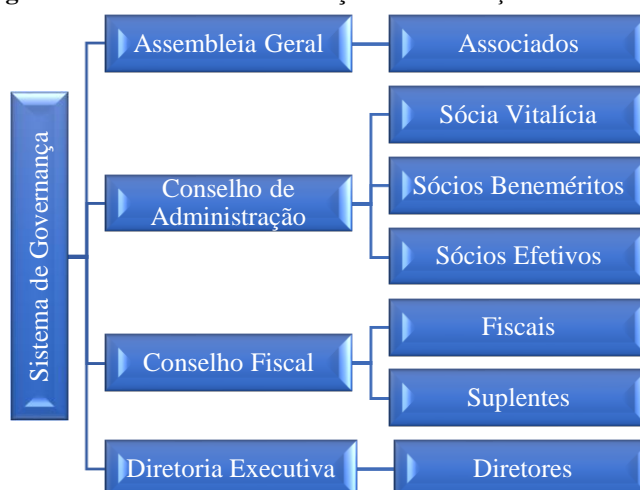 Assembleia Geral
Associados
Sócia Vitalícia
Conselho de
Administração
Sócios Beneméritos
Sócios Efetivos
Sistema de Governança
Fiscais
Conselho Fiscal
Suplentes
Diretoria Executiva
Diretores